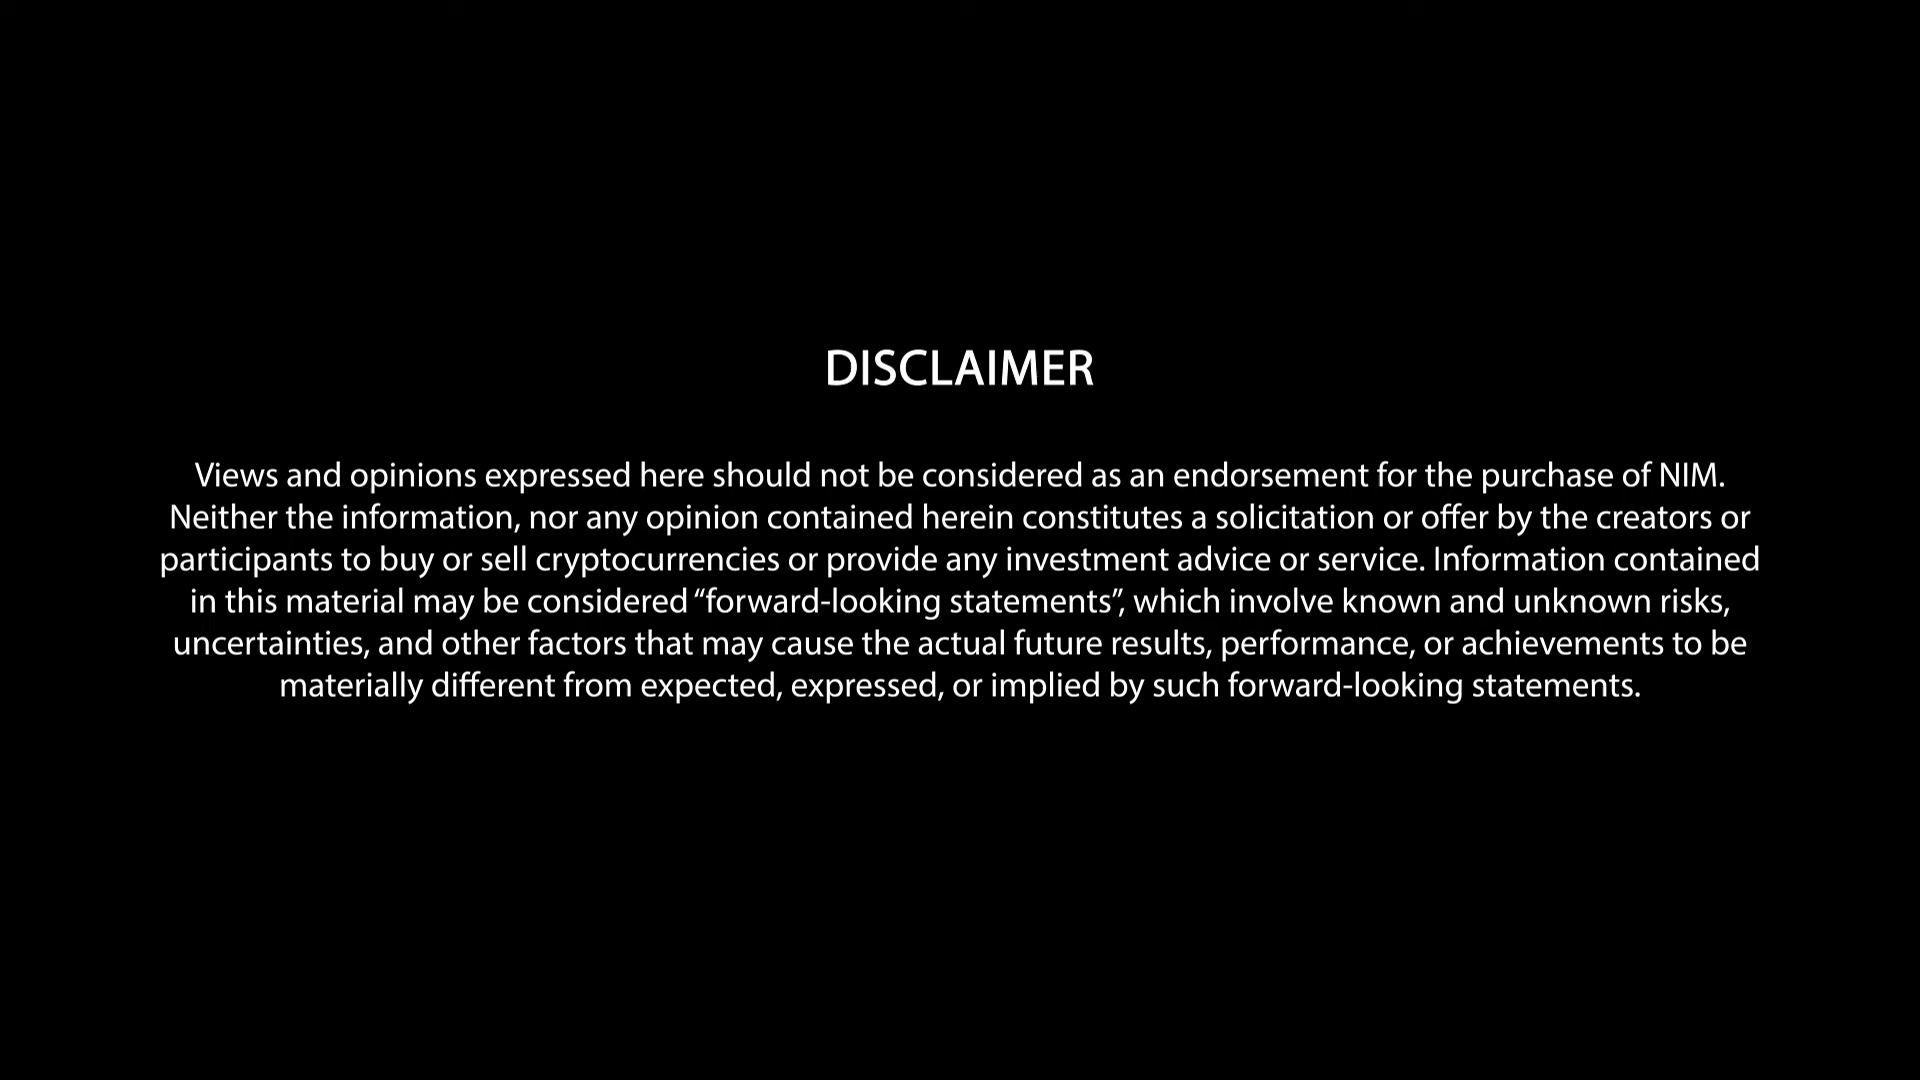 DISCLAIMER
Views and opinions expressed here should not be considered as an endorsement for the purchase of NIM.
Neither the information, nor any opinion contained herein constitutes a solicitation or offer by the creators or
participants to buy or sell cryptocurrencies or provide any investment advice or service. Information contained
in this material may be considered “forward-looking statements”, which involve known and unknown risks,
uncertainties, and other factors that may cause the actual future results, performance, or achievements to be
materially different from expected, expressed, or implied by such forward-looking statements.